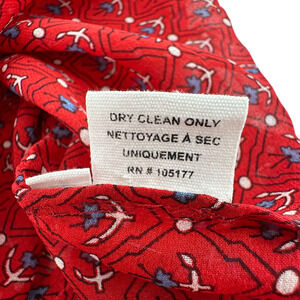 DRY CLEAN ONLY
NETTOYAGE À SEC
UNIQUEMENT
RN # 105177